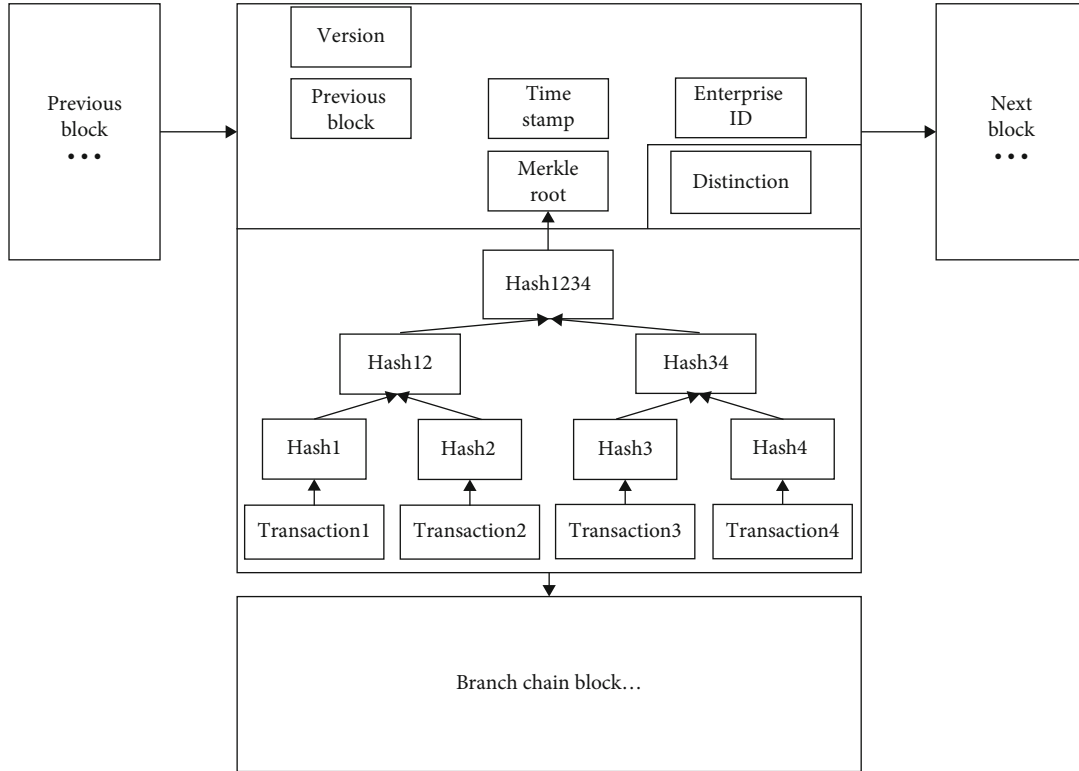 Previous
block
•••
Version
Previous
block
Time
stamp
Enterprise
ID
Merkle
root
Distinction
Next
block
•••
Hash1234
Hash12
Hash34
Hash1
Hash2
Hash3
Hash4
Transaction1
Transaction2
Transaction3
Transaction4
Branch chain block…